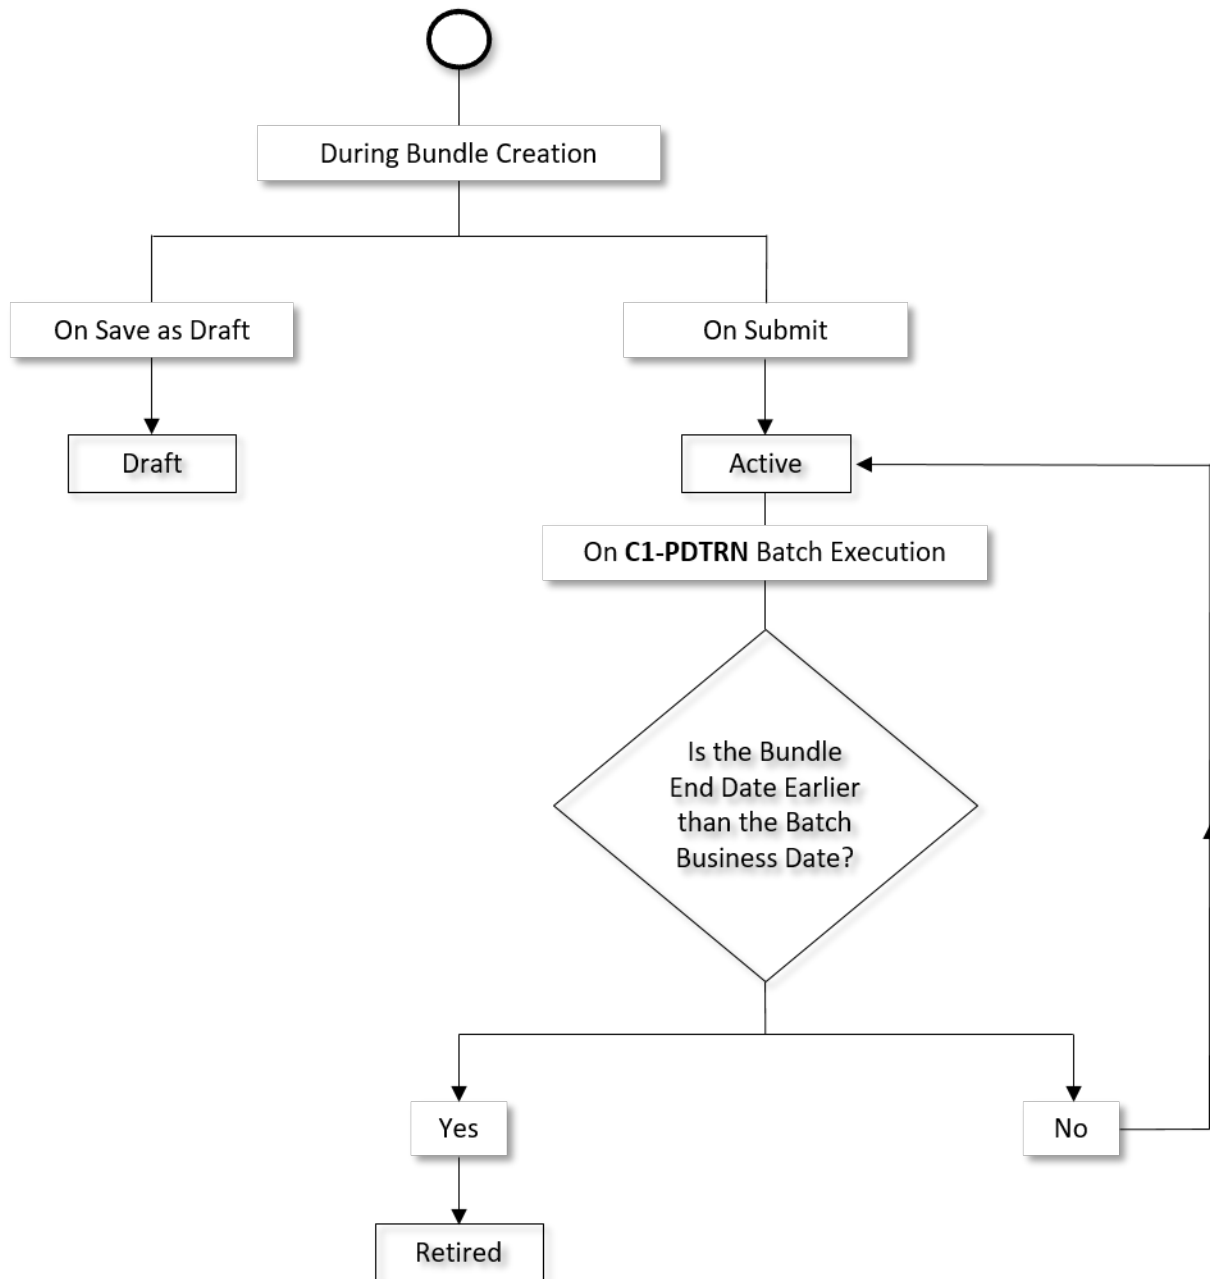 During Bundle Creation
On Save as Draft
On Submit
Draft
Active
On C1-PDTRN Batch Execution
Is the Bundle
End Date Earlier
than the Batch
Business Date?
Yes
No
Retired